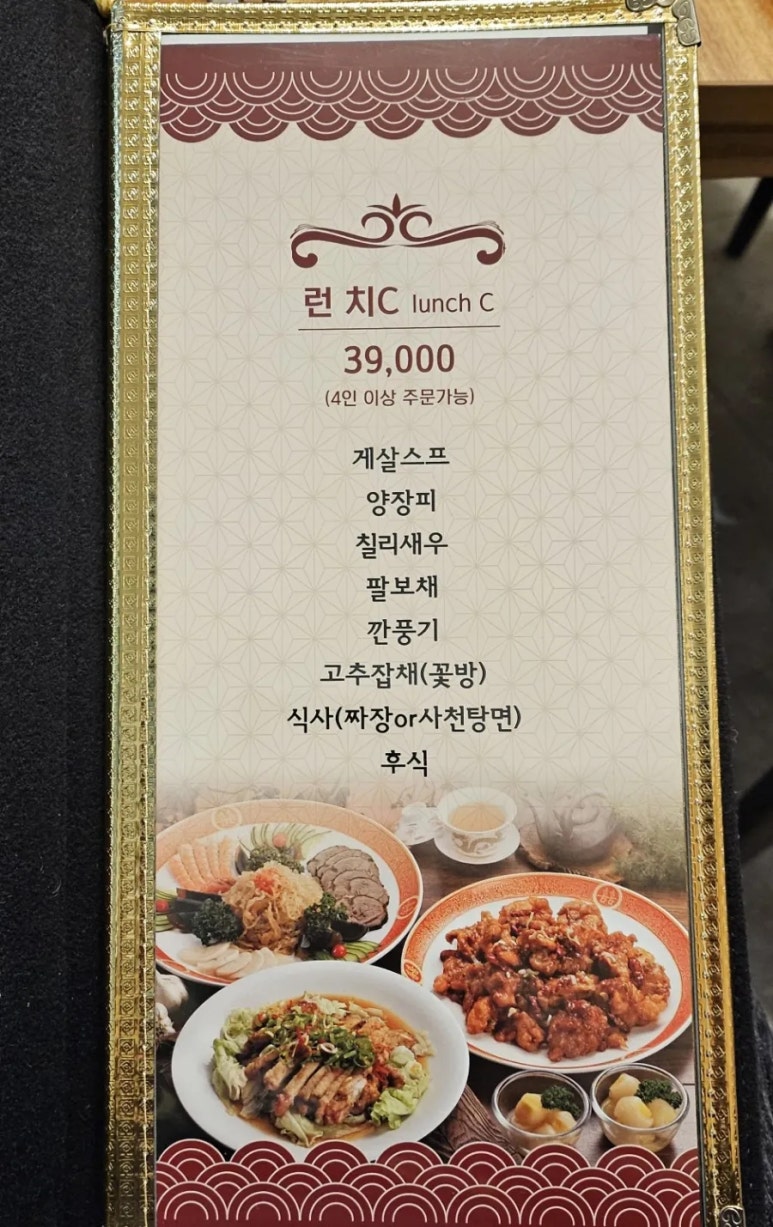 런 치C lunch C
39,000
(4인 이상 주문가능)
게살스프
양장피
칠리새우
팔보채
깐풍기
고추잡채(꽃방)
식사(짜장or사천탕면)
후식